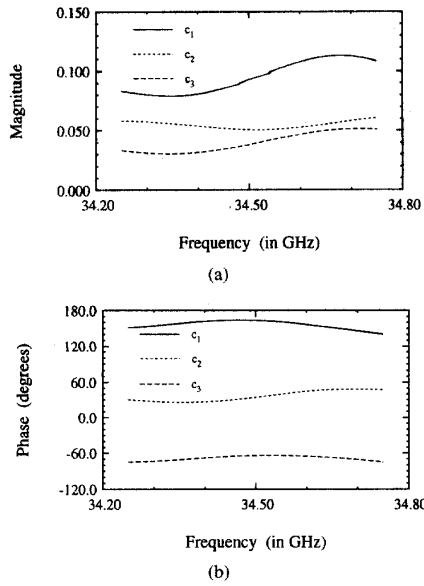 0.150
c1
c2
0.100
c3
Magnitude
0.050
0.000
34.20 34.50 34.80
Frequency (in GHz)
(a)
180.0
c1
120.0
c2
60.0
c3
Phase (degrees)
0.0
-60.0
-120.0
34.20 34.50 34.80
Frequency (in GHz)
(b)